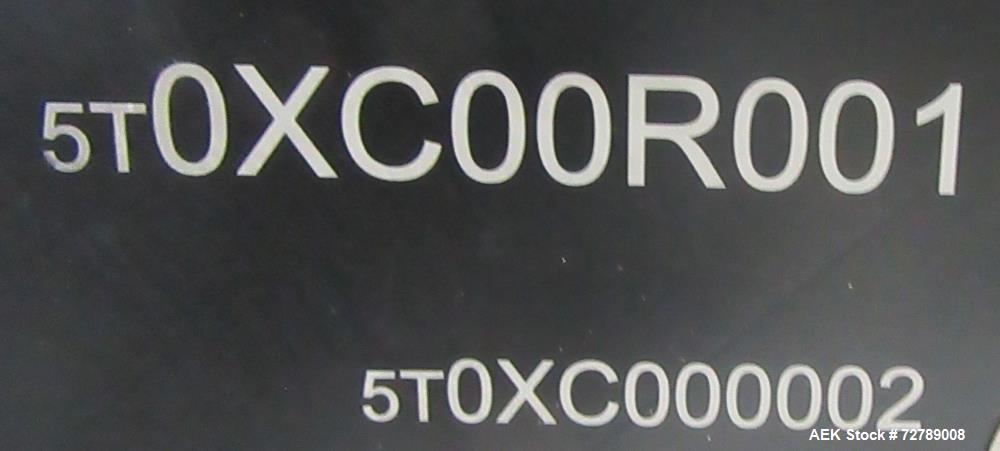 5T0XC00R001
5T0XC000002
AEK Stock #72789008